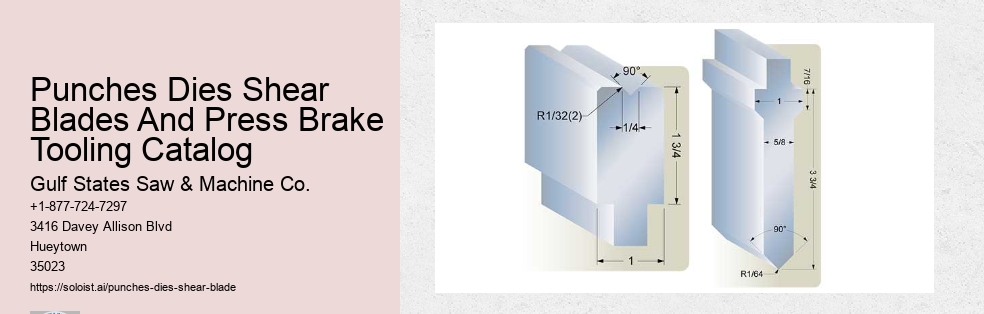 Punches Dies Shear
Blades And Press Brake
Tooling Catalog
Gulf States Saw & Machine Co.
+1-877-724-7297
3416 Davey Allison Blvd
Hueytown
35023
https://soloist.ai/punches-dies-shear-blade
90°
R1/32(2)
1/4
1 3/4
1
7/16
1
5/8
3 3/4
90°
R1/64